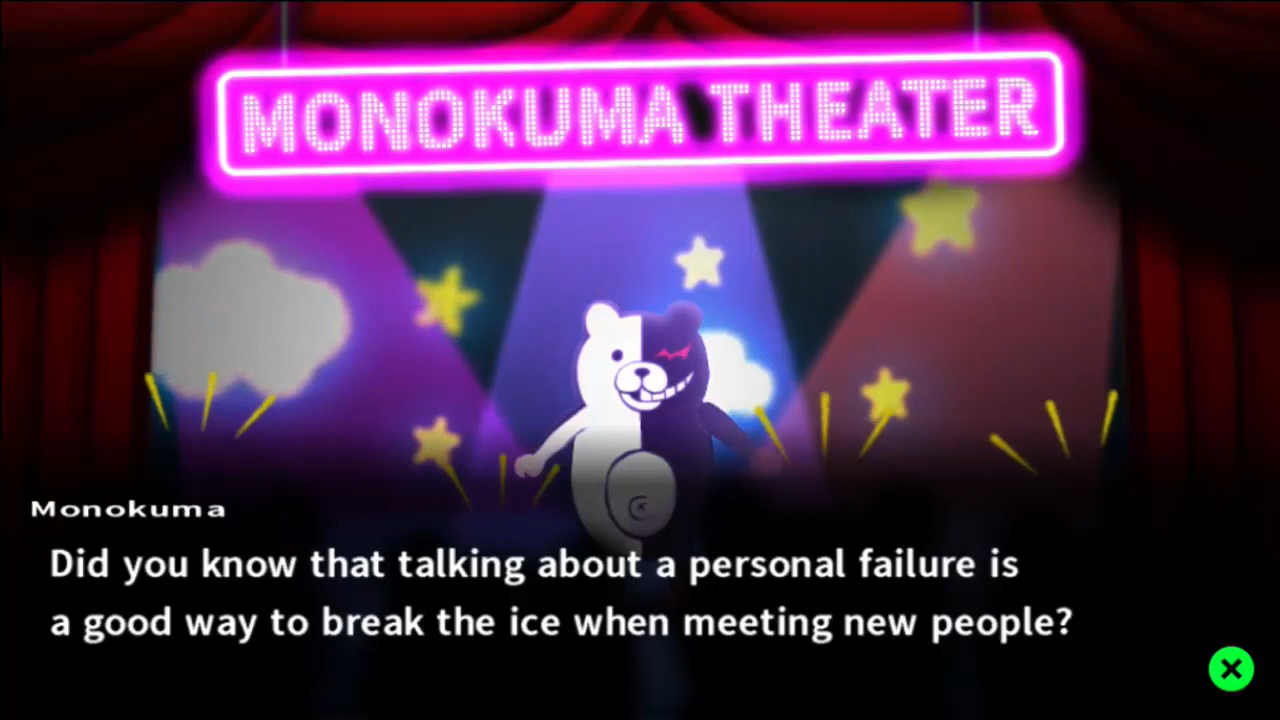 MONOKUMA THEATER
Monokuma
Did you know that talking about a personal failure is
a good way to break the ice when meeting new people?